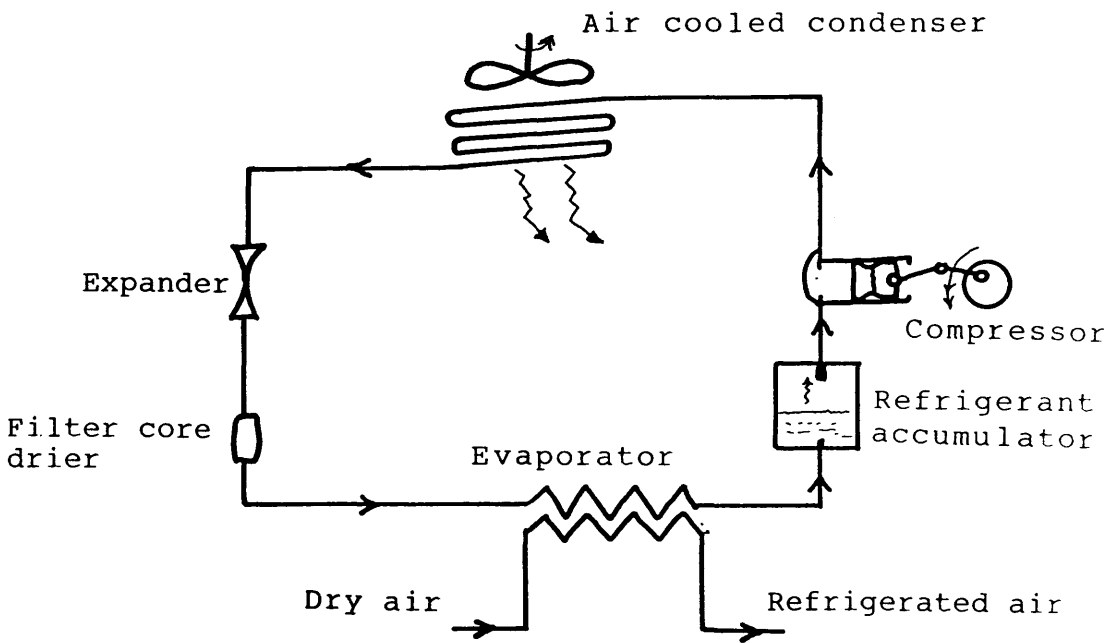 Air cooled condenser
Expander
Compressor
Filter core
drier
Refrigerant
accumulator
Evaporator
Dry air
Refrigerated air